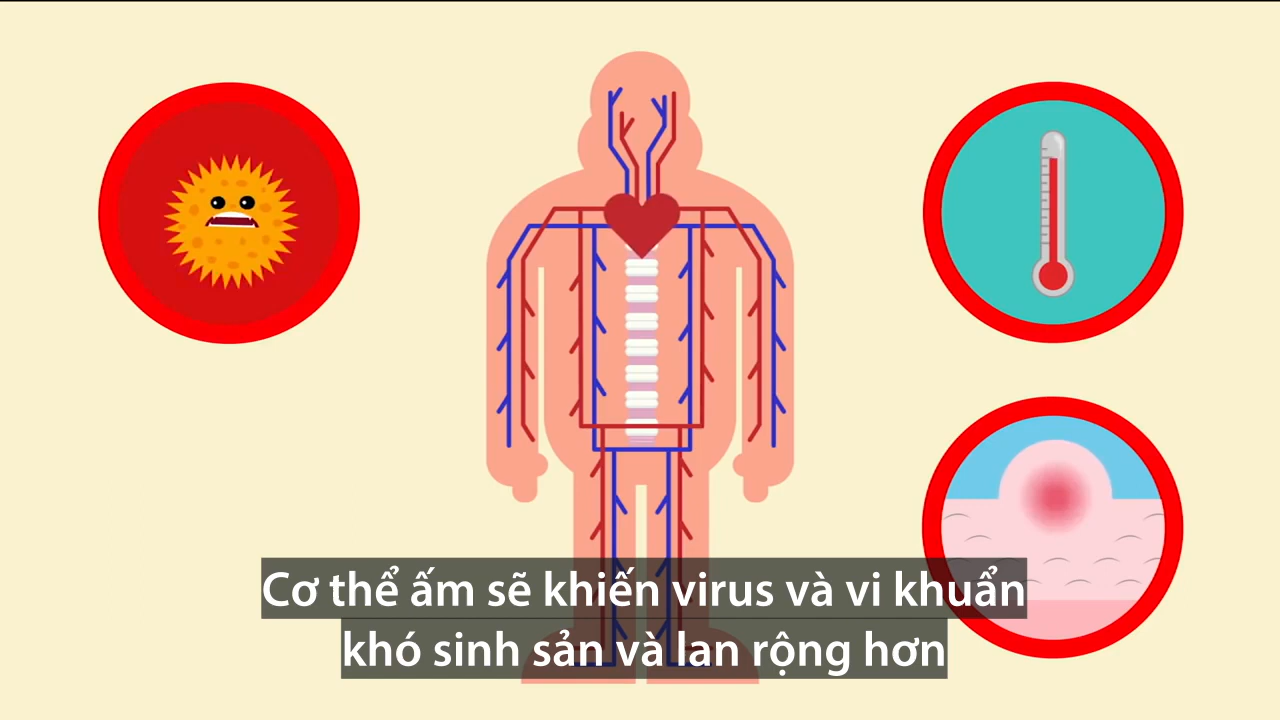 Cơ thể ấm sẽ khiến virus và vi khuẩn
khó sinh sản và lan rộng hơn